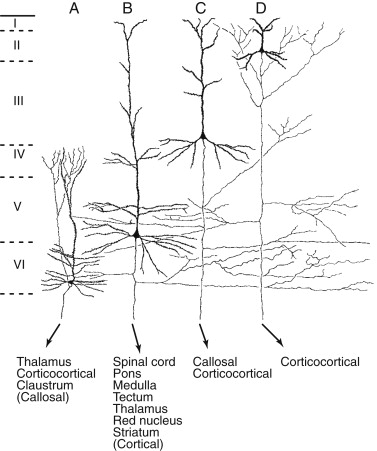 A B C D
I
II
III
IV
V
VI
Thalamus
Corticocortical
Claustrum
(Callosal)
Spinal cord
Pons
Medulla
Tectum
Thalamus
Red nucleus
Striatum
(Cortical)
Callosal
Corticocortical
Corticocortical